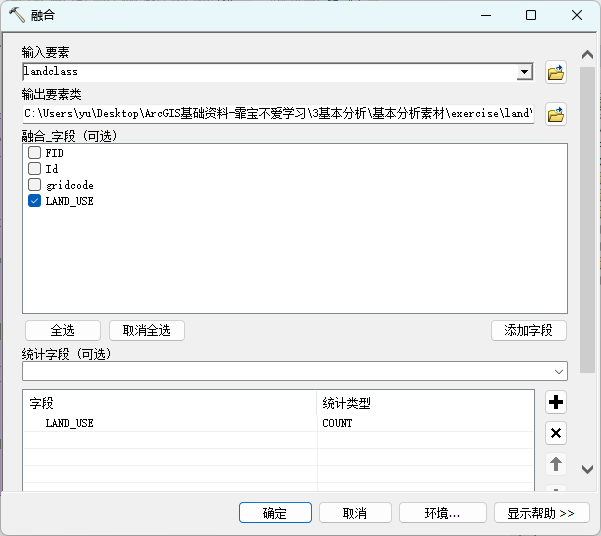 融合
输入要素
landclass
输出要素类
C:\Users\yu\Desktop\ArcGIS基础资料-霏宝不爱学习\3基本分析\基本分析素材\exercise\land\
融合_字段（可选）
FID
Id
gridcode
LAND_USE
全选 取消全选 添加字段
统计字段（可选）
字段 统计类型
LAND_USE COUNT
确定 取消 环境... 显示帮助 >>